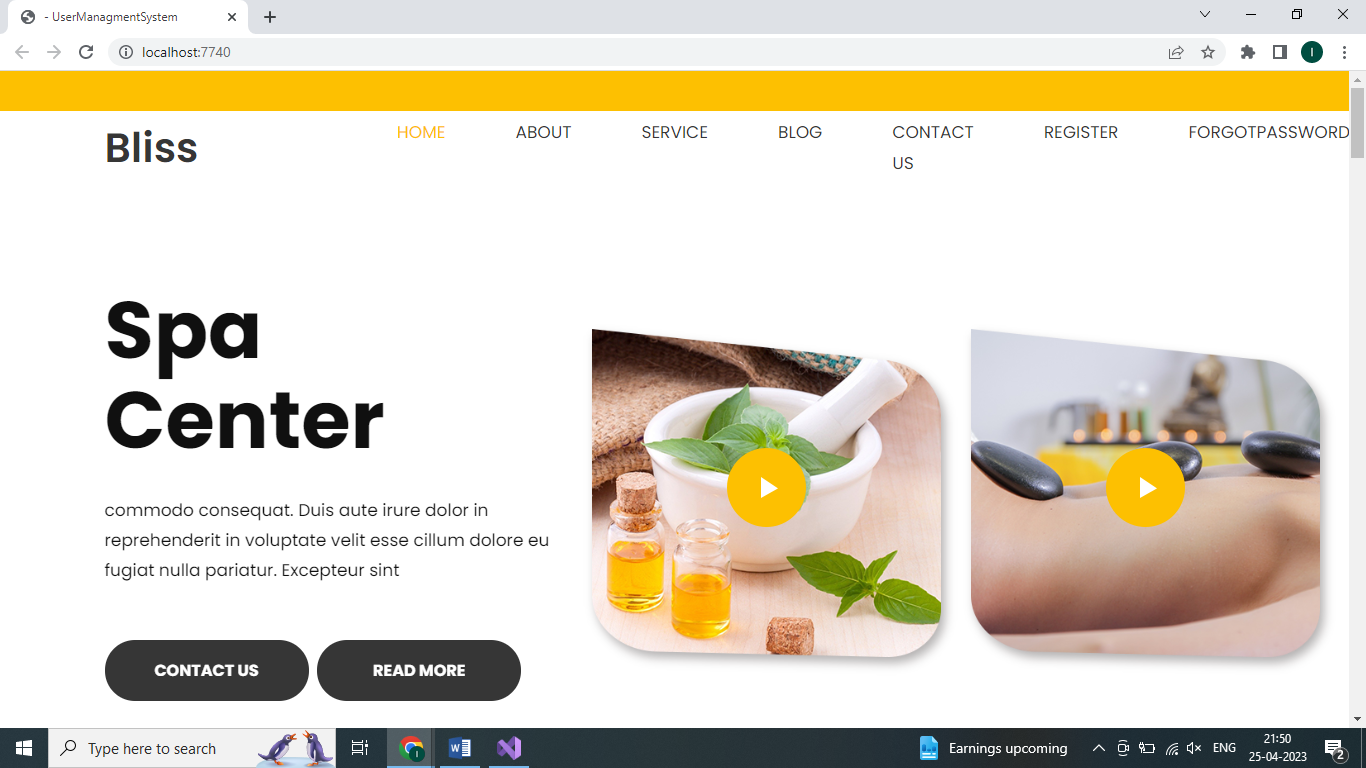 - UserManagmentSystem
localhost:7740
I
Bliss
HOME ABOUT SERVICE BLOG CONTACT US REGISTER FORGOTPASSWORD
Spa
Center
commodo consequat. Duis aute irure dolor in
reprehenderit in voluptate velit esse cillum dolore eu
fugiat nulla pariatur. Excepteur sint
CONTACT US READ MORE
Type here to search
Earnings upcoming
ENG
21:50
25-04-2023
2